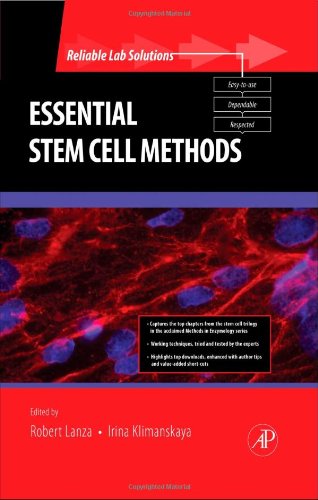 Reliable Lab Solutions
Easy-to-use
Dependable
Respected
ESSENTIAL
STEM CELL METHODS
• Captures the top chapters from the stem cell trilogy
in the acclaimed Methods in Enzymology series
• Working techniques, tried and tested by the experts
• Highlights top downloads, enhanced with author tips
and value-added short-cuts
Edited by
Robert Lanza • Irina Klimanskaya
AP
Copyrighted Material